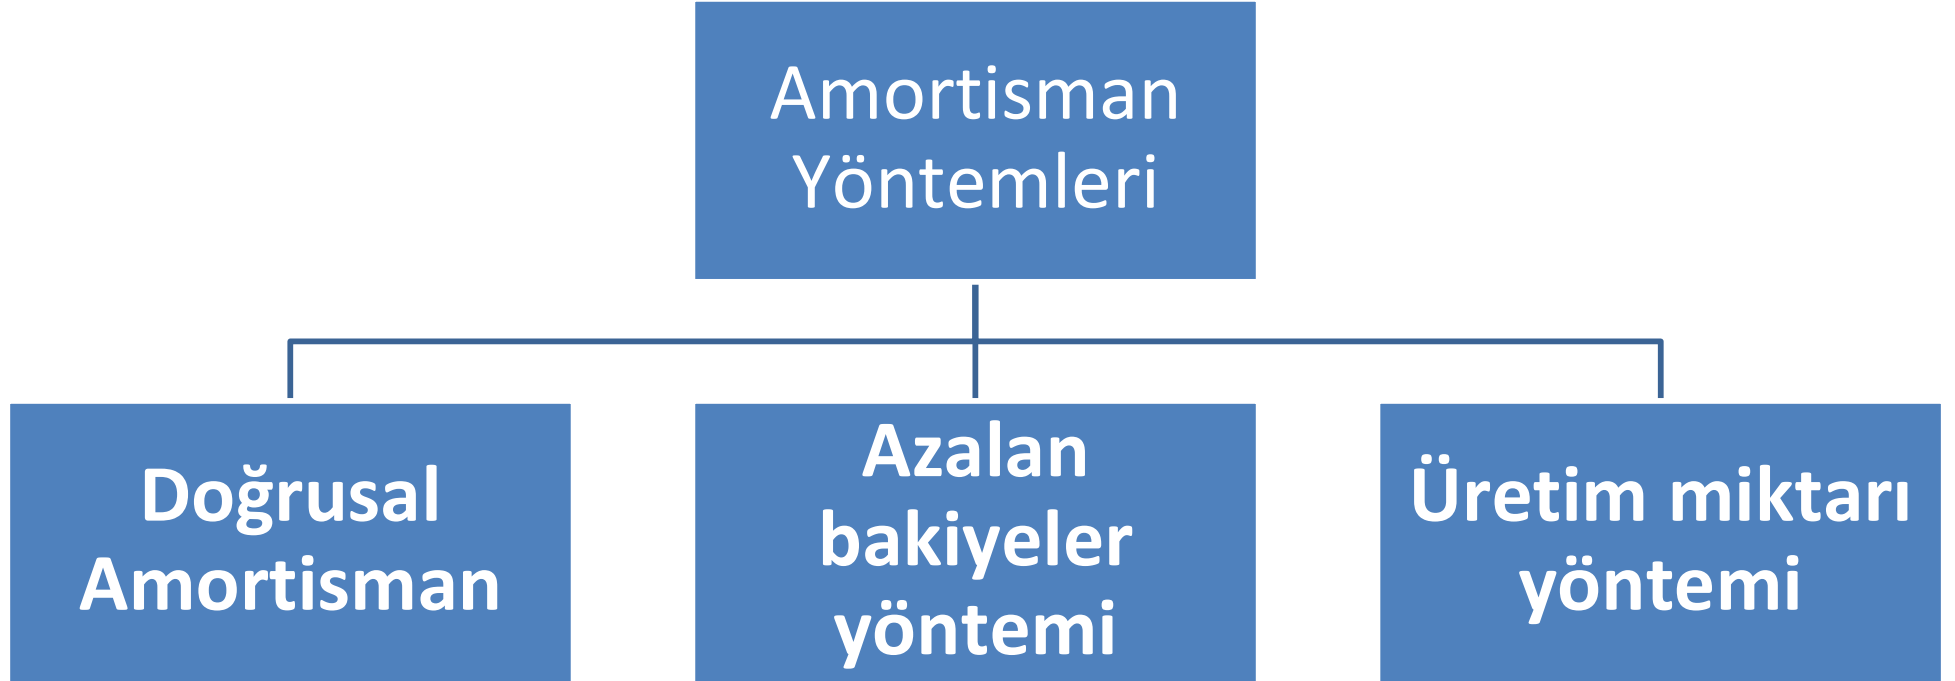 Amortisman
Yöntemleri
Doğrusal
Amortisman
Azalan
bakiyeler
yöntemi
Üretim miktarı
yöntemi